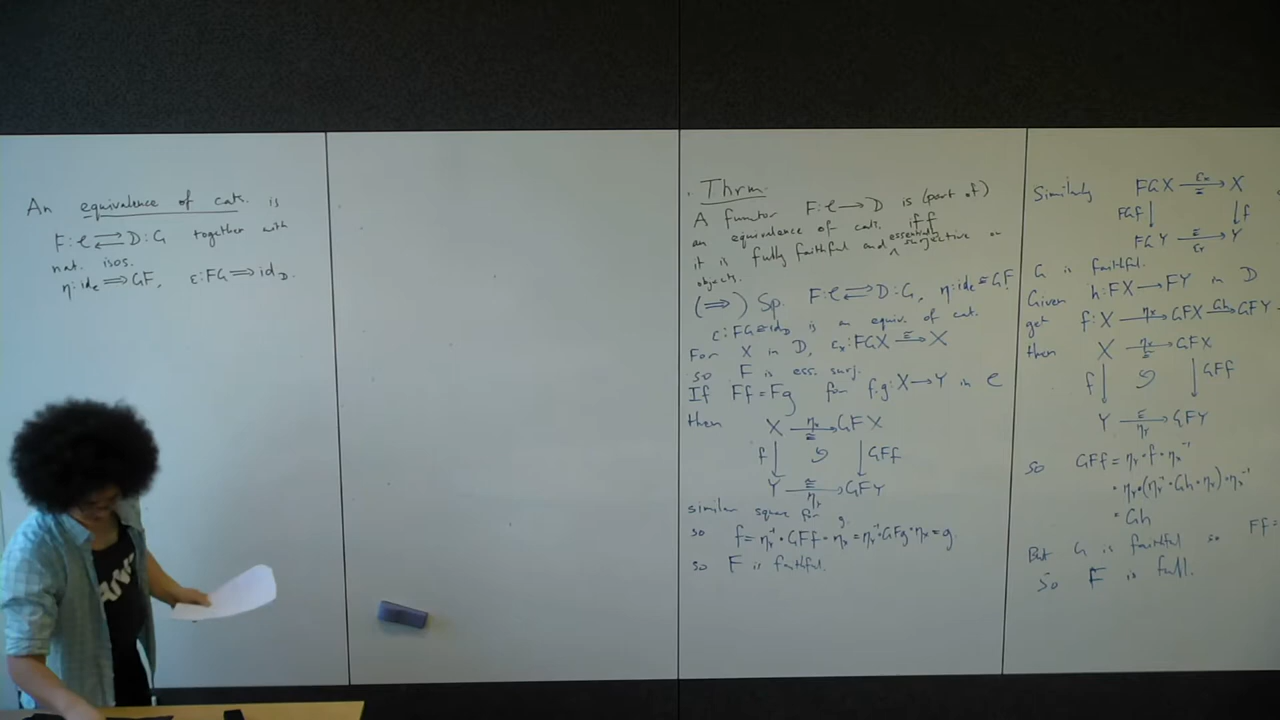 An equivalence of cats. is
F: C ⇄ D : G together with
nat. isos.
η: id_C ⇒ GF, ε: FG ⇒ id_D.
Thrm.
A functor F: C → D is (part of)
an equivalence of cats. iff
it is fully faithful and essentially surjective on
objects.
(⇒) Sp. F: C ⇄ D : G, η: id_C ≅ GF
ε: FG ≅ id_D is an equiv. of cat.
For X in D, ε_X : FGX ≅→ X
so F is ess. surj.
If Ff = Fg for f,g: X → Y in C
then X η_X ≅→ GFX
f ↓ ↓ GFf
Y ≅ η_Y→ GFY
similar square for g.
so f = η_Y⁻¹ ∘ GFf ∘ η_X = η_Y⁻¹ ∘ GFg ∘ η_X = g
so F is faithful.
Similarly FGX ε_X ≅→ X
FGf ↓ ↓ f
FGY ≅ ε_Y→ Y
G is faithful.
Given h: FX → FY in D
get f: X η_X→ GFX Gh→ GFY
then X η_X ≅→ GFX
f ↓ ↓ GFf
Y ≅ η_Y→ GFY
so GFf = η_Y ∘ f ∘ η_X⁻¹
= η_Y ∘ (η_Y⁻¹ ∘ Gh ∘ η_X) ∘ η_X⁻¹
= Gh
But G is faithful so Ff =
So F is full.